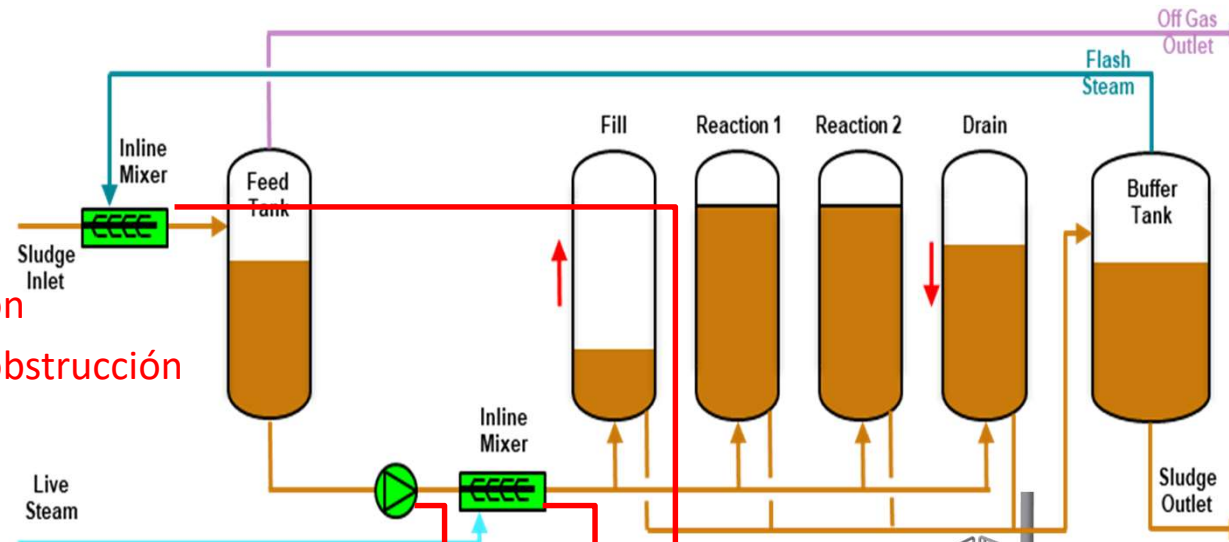 Off Gas
Outlet
Flash
Steam
Fill
Reaction 1
Reaction 2
Drain
Inline
Mixer
Feed
Tank
Buffer
Tank
Sludge
Inlet
obstrucción
Inline
Mixer
Live
Steam
Sludge
Outlet